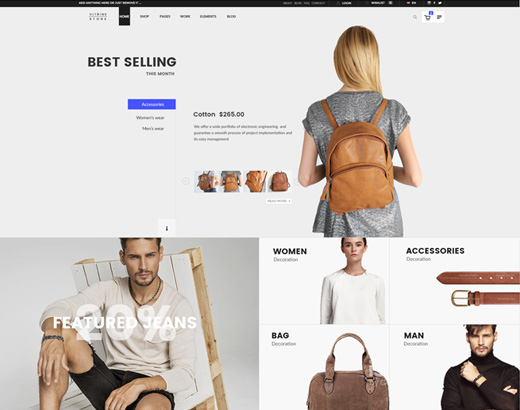 ADD ANYTHING HERE OR JUST REMOVE IT...
ABOUT BLOG FAQ CONTACT
LOGIN
WISHLIST
EN
STORE
HOME SHOP PAGES WORK ELEMENTS BLOG
BEST SELLING
THIS MONTH
Accessories
Women's wear
Men's wear
Cotton $265.00
We offer a wide portfolio of electronic engineering and
guarantee a smooth process of project implementation and
its easy management
READ MORE
20%
FEATURED JEANS
WOMEN
Decoration
ACCESSORIES
Decoration
BAG
Decoration
MAN
Decoration